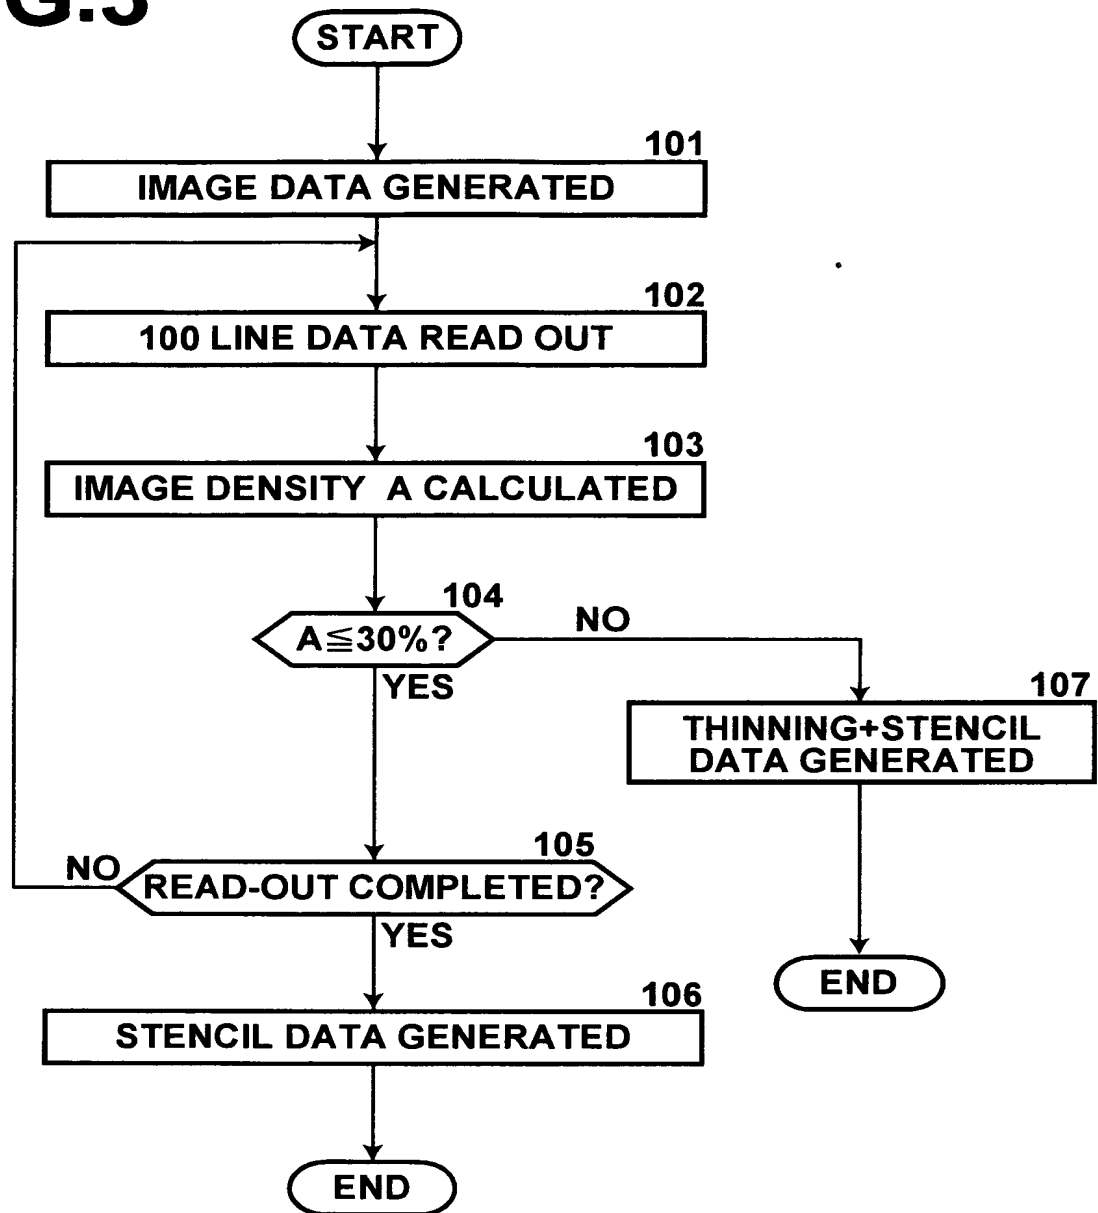 G.3
START
101
IMAGE DATA GENERATED
102
100 LINE DATA READ OUT
103
IMAGE DENSITY A CALCULATED
104
A≦30%?
NO
YES
107
THINNING+STENCIL
DATA GENERATED
105
NO
READ-OUT COMPLETED?
YES
END
106
STENCIL DATA GENERATED
END